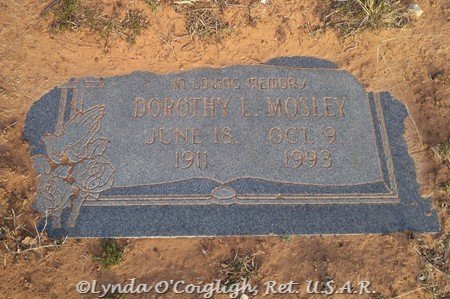 IN LOVING MEMORY
DOROTHY L. MOSLEY
JUNE 18, OCT. 9,
1911 1993
©Lynda O'Coigligh, Ret. U.S.A.R.